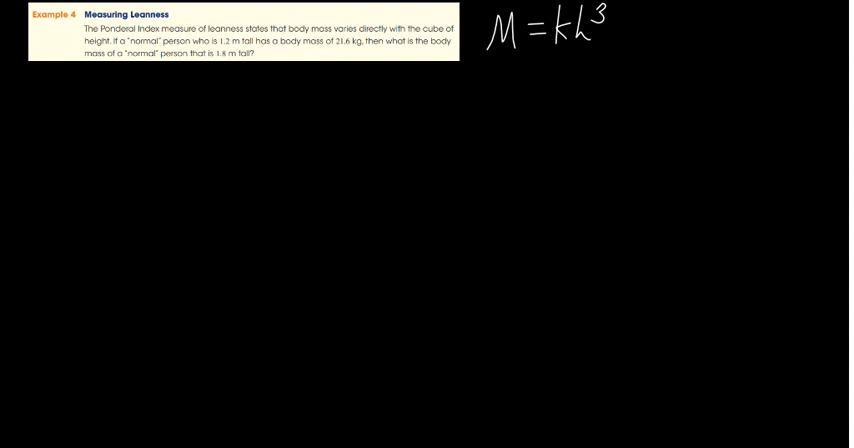 Example 4 Measuring Leanness
The Ponderal Index measure of leanness states that body mass varies directly with the cube of
height. If a "normal" person who is 1.2 m tall has a body mass of 21.6 kg, then what is the body
mass of a "normal" person that is 1.8 m tall?
M = kh³